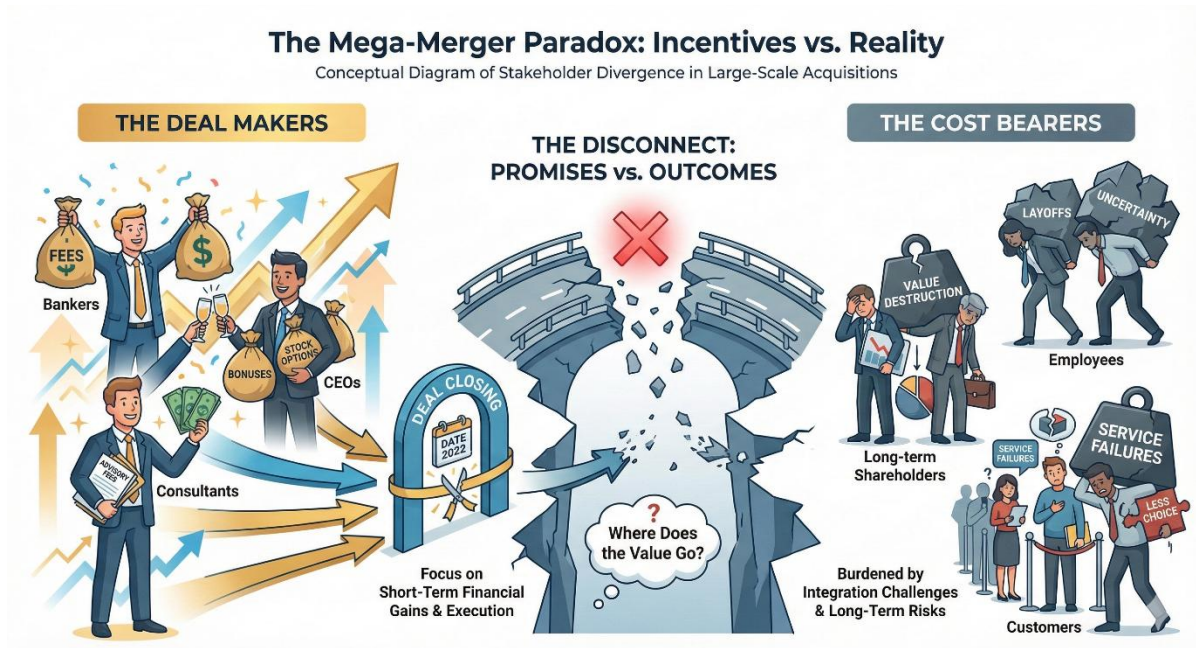 The Mega-Merger Paradox: Incentives vs. Reality
Conceptual Diagram of Stakeholder Divergence in Large-Scale Acquisitions
THE DEAL MAKERS
FEES
$
Bankers
BONUSES
STOCK
OPTIONS
CEOs
ADVISORY
FEES
Consultants
DEAL CLOSING
DATE
2022
Focus on
Short-Term Financial
Gains & Execution
THE DISCONNECT:
PROMISES vs. OUTCOMES
?
Where Does
the Value Go?
THE COST BEARERS
VALUE
DESTRUCTION
Long-term
Shareholders
LAYOFFS
UNCERTAINTY
Employees
Burdened by
Integration Challenges
& Long-Term Risks
?
SERVICE
FAILURES
SERVICE
FAILURES
LESS
CHOICE
Customers